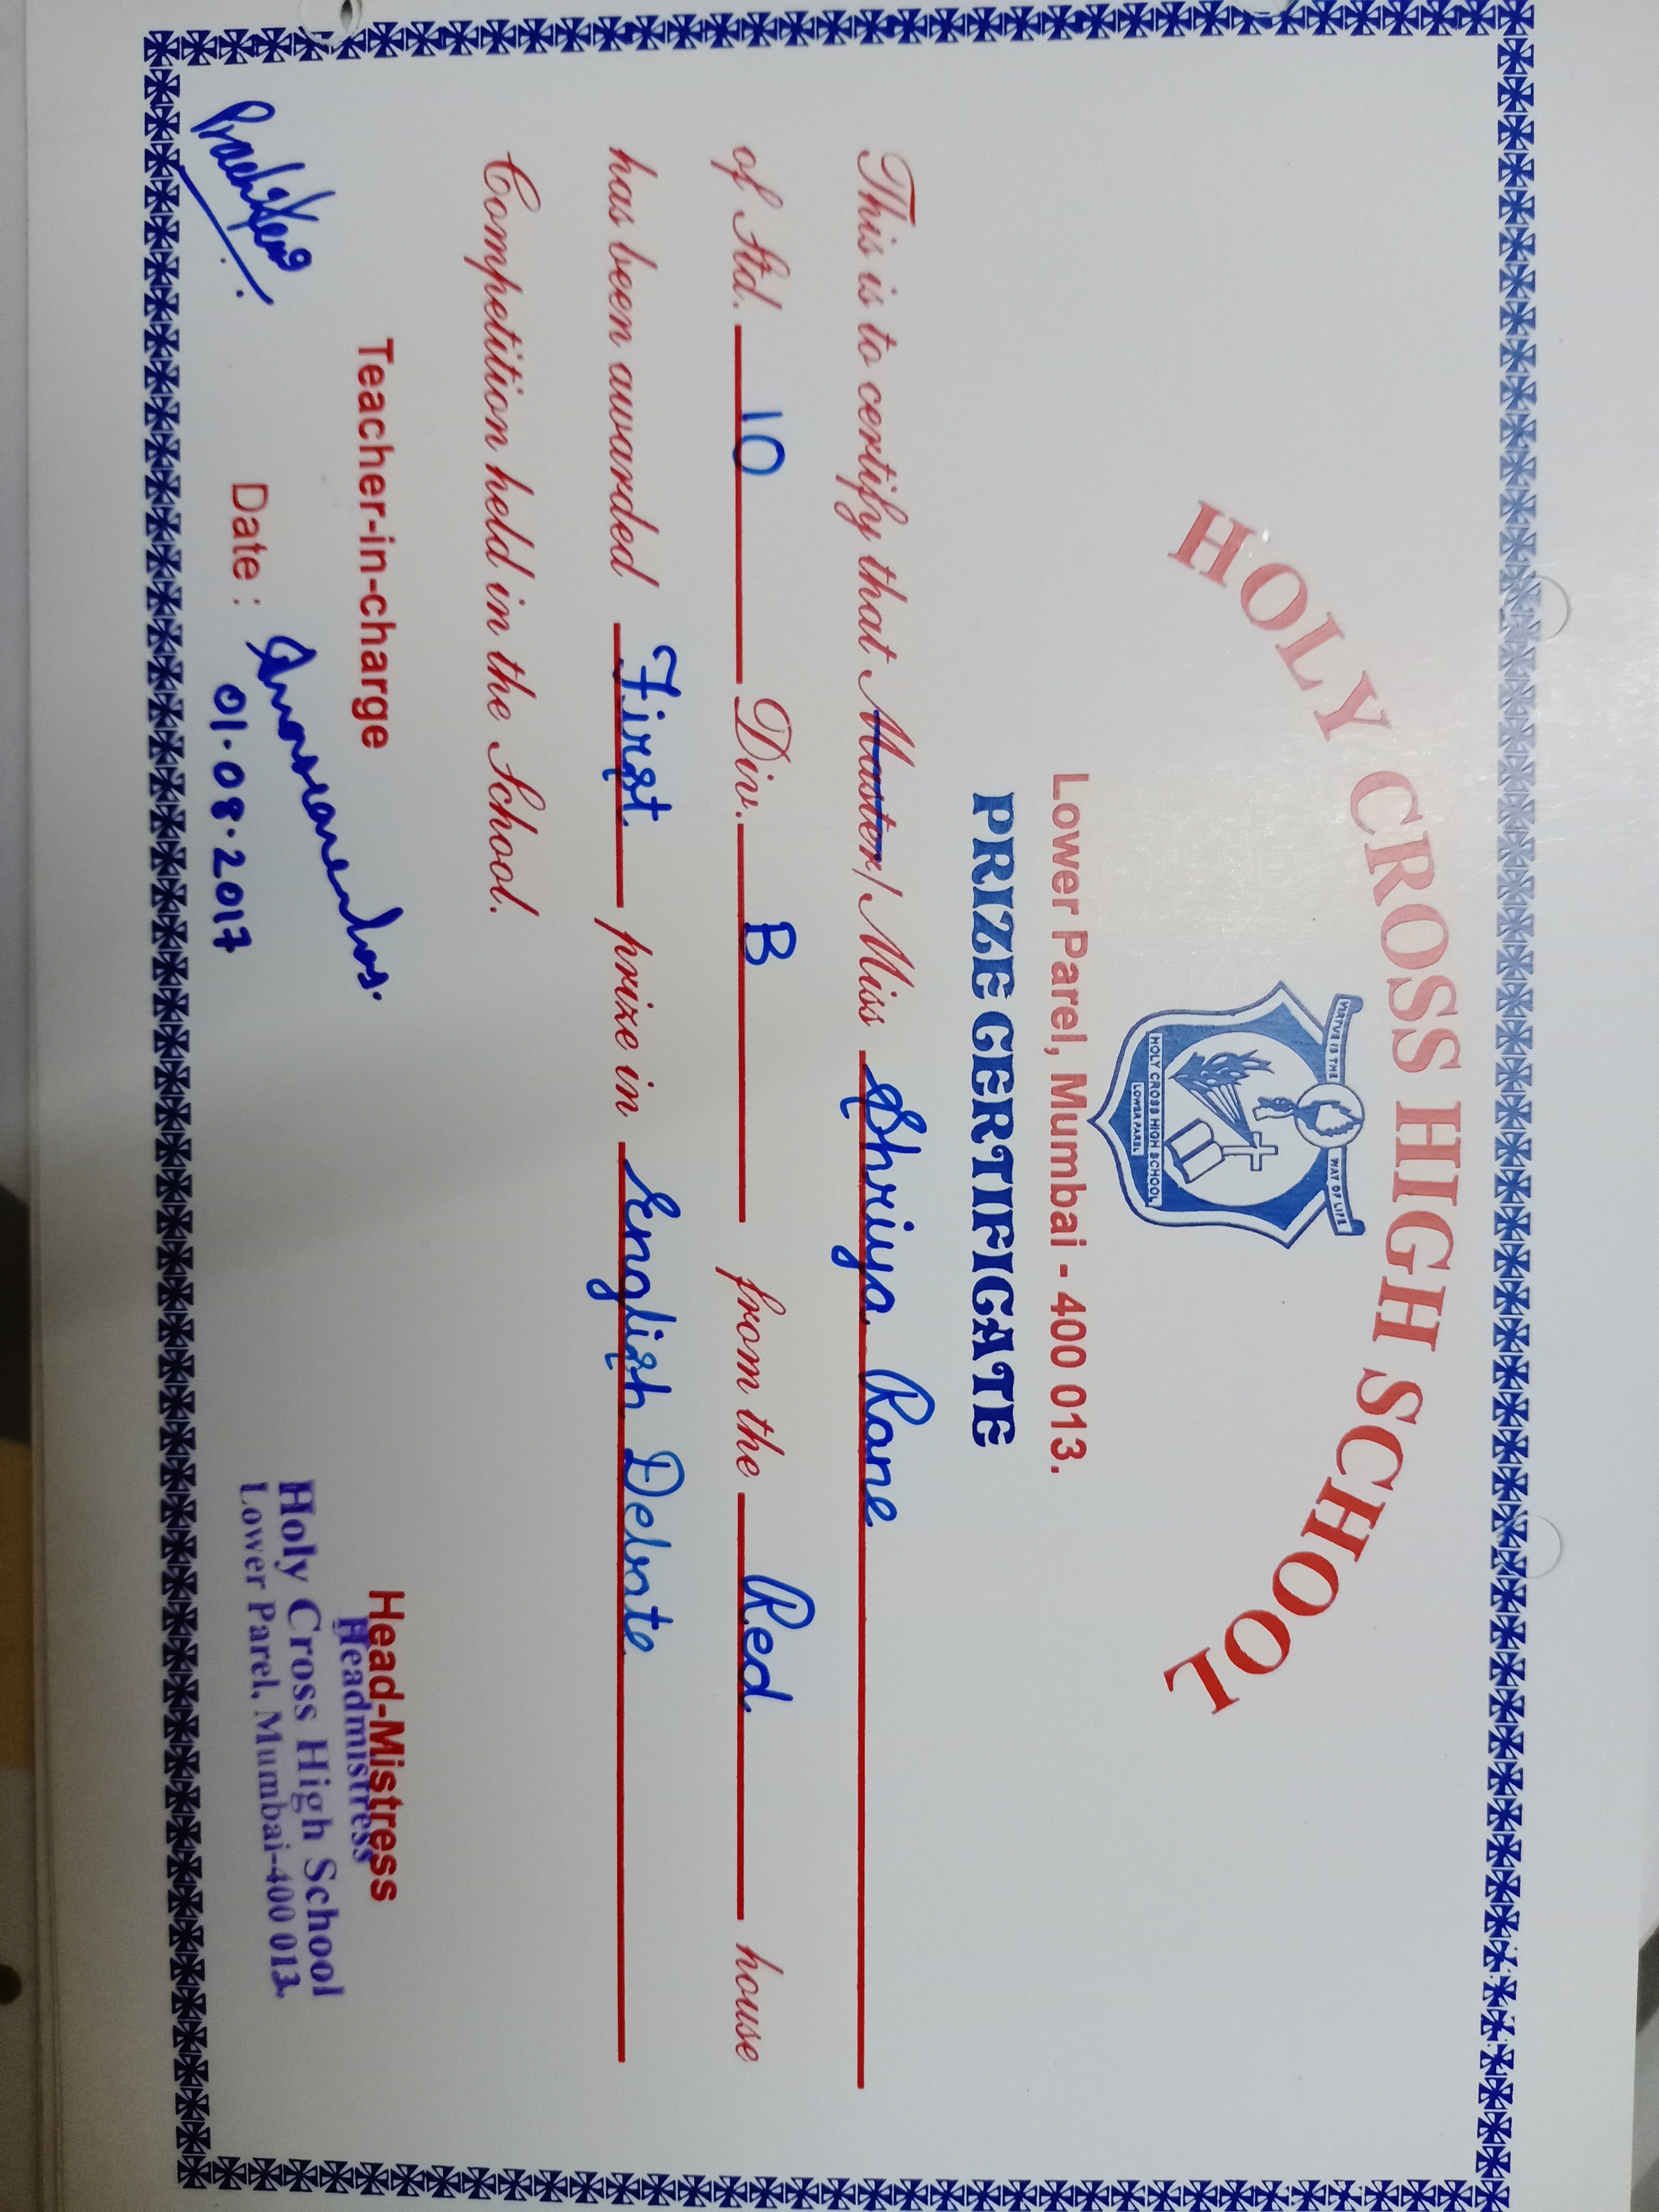 HOLY CROSS HIGH SCHOOL
VIRTUE IS THE WAY OF LIFE
HOLY CROSS HIGH SCHOOL
LOWER PAREL
Lower Parel, Mumbai - 400 013.
PRIZE CERTIFICATE
This is to certify that Master/Miss Shriya Rane
of Std. 10 Div. B from the Red house
has been awarded First prize in English Debate
Competition held in the School.
Teacher-in-charge Head-Mistress
Headmistress
Holy Cross High School
Lower Parel, Mumbai-400 013.
Date : 01.08.2017